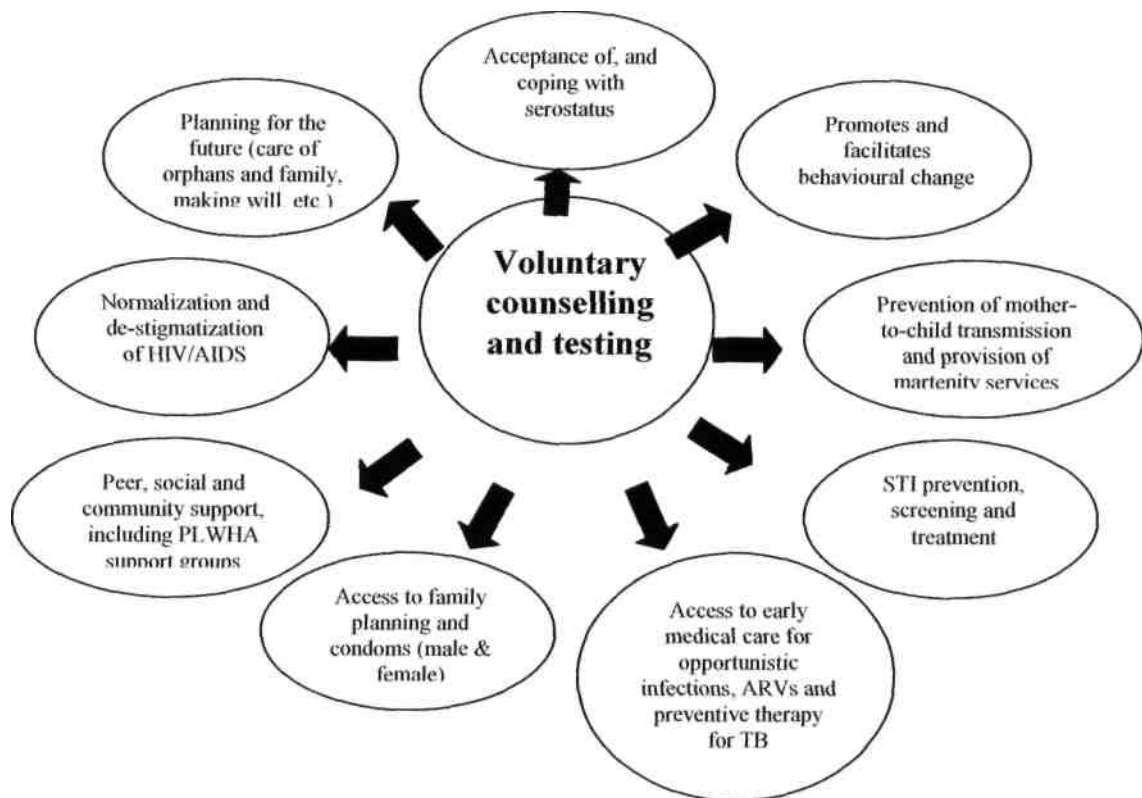 Acceptance of, and
coping with
serostatus
Planning for the
future (care of
orphans and family,
making will, etc.)
Promotes and
facilitates
behavioural change
Voluntary
counselling
and testing
Normalization and
de-stigmatization
of HIV/AIDS
Prevention of mother-
to-child transmission
and provision of
martenity services
Peer, social and
community support,
including PLWHA
support groups
STI prevention,
screening and
treatment
Access to family
planning and
condoms (male &
female)
Access to early
medical care for
opportunistic
infections, ARVs and
preventive therapy
for TB